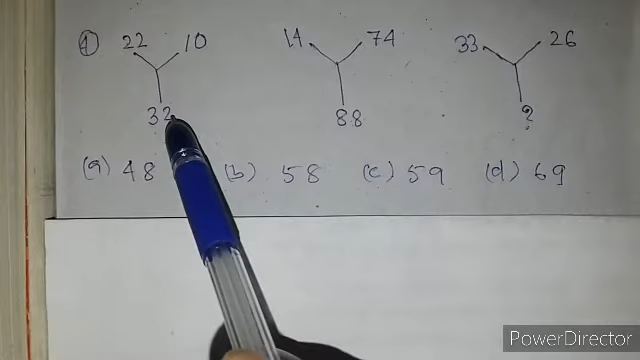 ① 22 10 14 74 33 26
32 88 ?
(a) 48 (b) 58 (c) 59 (d) 69
PowerDirector